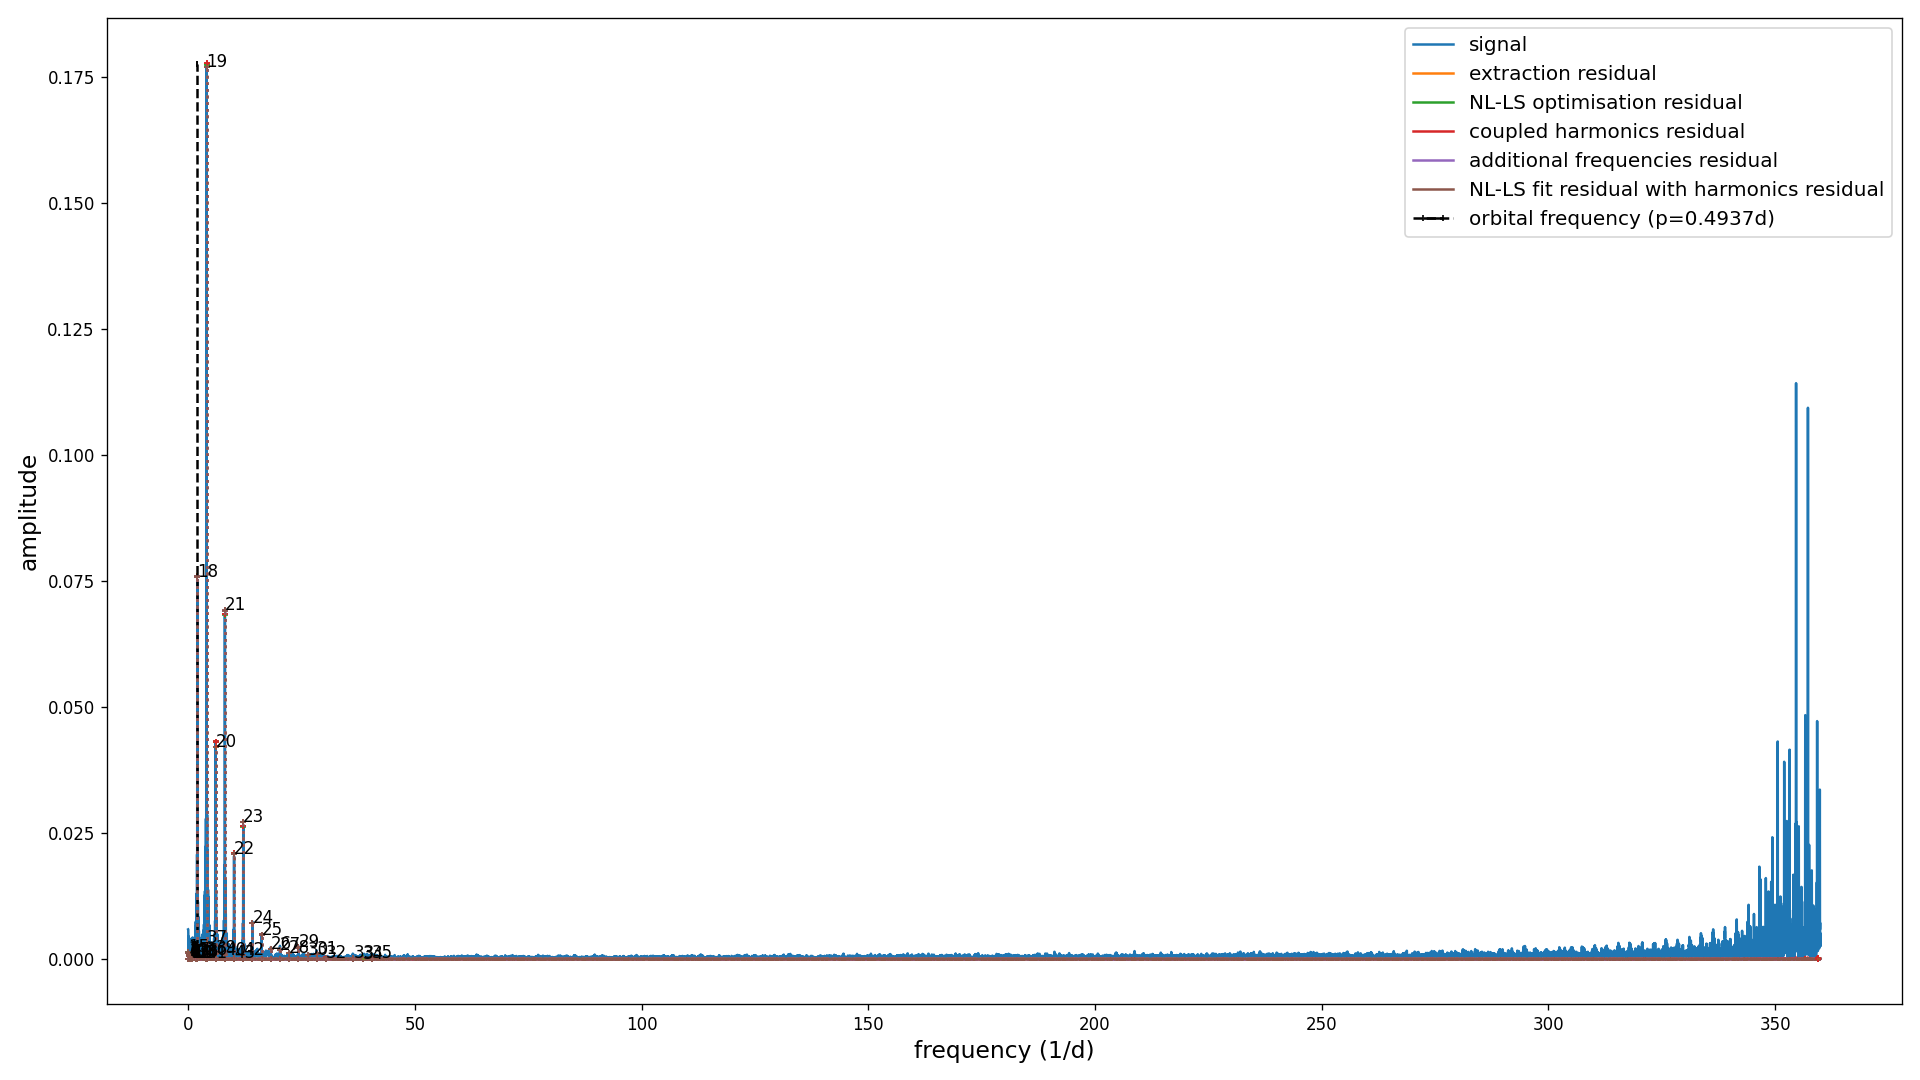 signal
extraction residual
NL-LS optimisation residual
coupled harmonics residual
additional frequencies residual
NL-LS fit residual with harmonics residual
orbital frequency (p=0.4937d)
amplitude
0.175
0.150
0.125
0.100
0.075
0.050
0.025
0.000
19
18
21
20
23
22
24
25
37
29
0
50
100
150
200
250
300
350
frequency (1/d)